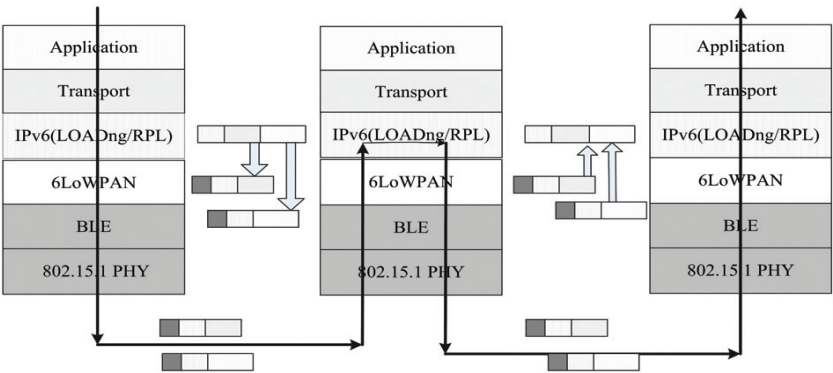 Application
Transport
IPv6(LOADng/RPL)
6LoWPAN
BLE
802.15.1 PHY
Application
Transport
IPv6(LOADng/RPL)
6LoWPAN
BLE
802.15.1 PHY
Application
Transport
IPv6(LOADng/RPL)
6LoWPAN
BLE
802.15.1 PHY